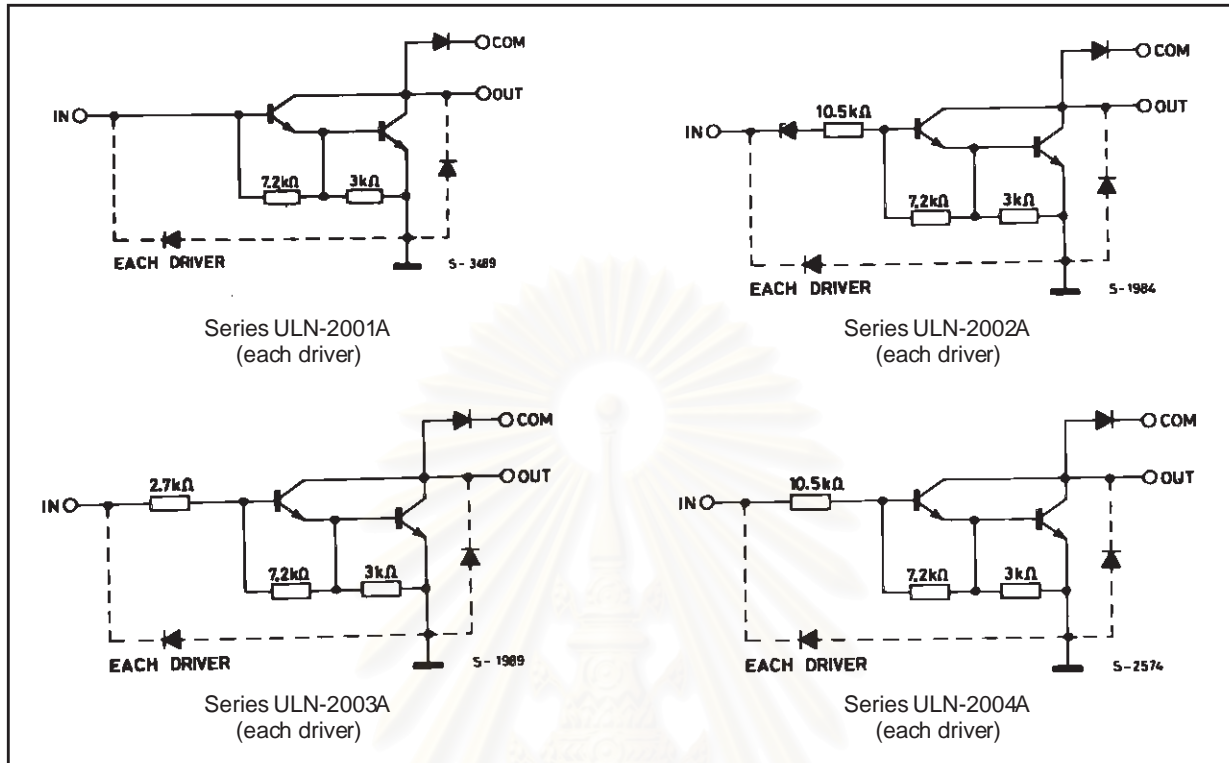 COM
OUT
IN
7.2kΩ
3kΩ
EACH DRIVER
S-3489
Series ULN-2001A
(each driver)
COM
OUT
IN
10.5kΩ
7.2kΩ
3kΩ
EACH DRIVER
S-1984
Series ULN-2002A
(each driver)
COM
OUT
IN
2.7kΩ
7.2kΩ
3kΩ
EACH DRIVER
S-1989
Series ULN-2003A
(each driver)
COM
OUT
IN
10.5kΩ
7.2kΩ
3kΩ
EACH DRIVER
S-2574
Series ULN-2004A
(each driver)